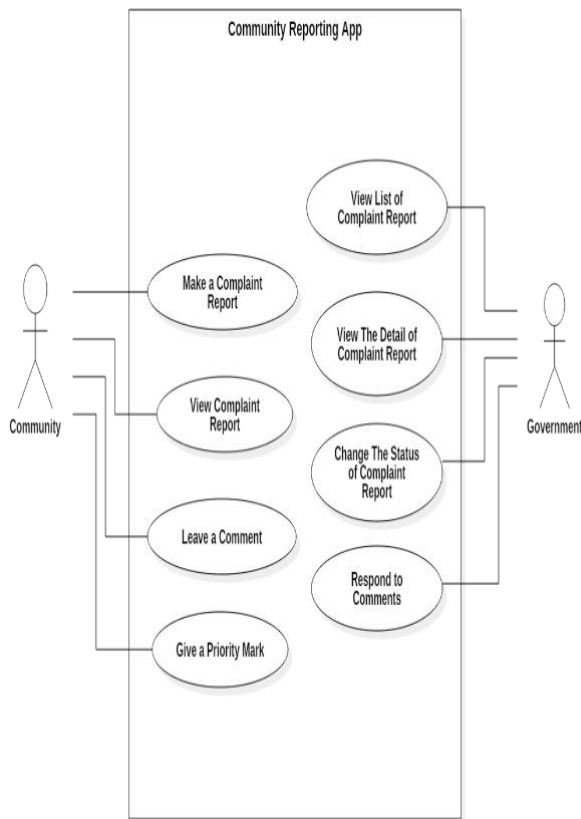 Community Reporting App
View List of
Complaint Report
Make a Complaint
Report
View The Detail of
Complaint Report
View Complaint
Report
Community
Government
Change The Status
of Complaint
Report
Leave a Comment
Respond to
Comments
Give a Priority Mark